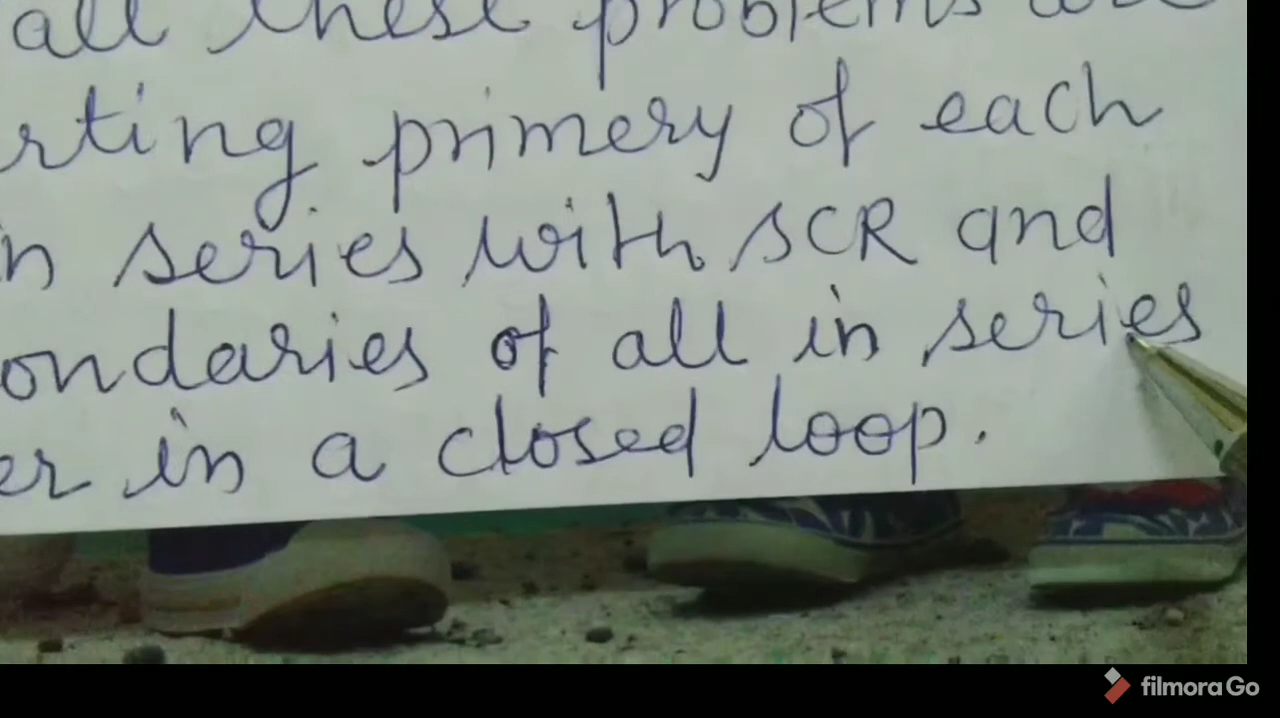 all these problems are
rting primery of each
n series with SCR and
ondaries of all in series
er in a closed loop.
filmoraGo